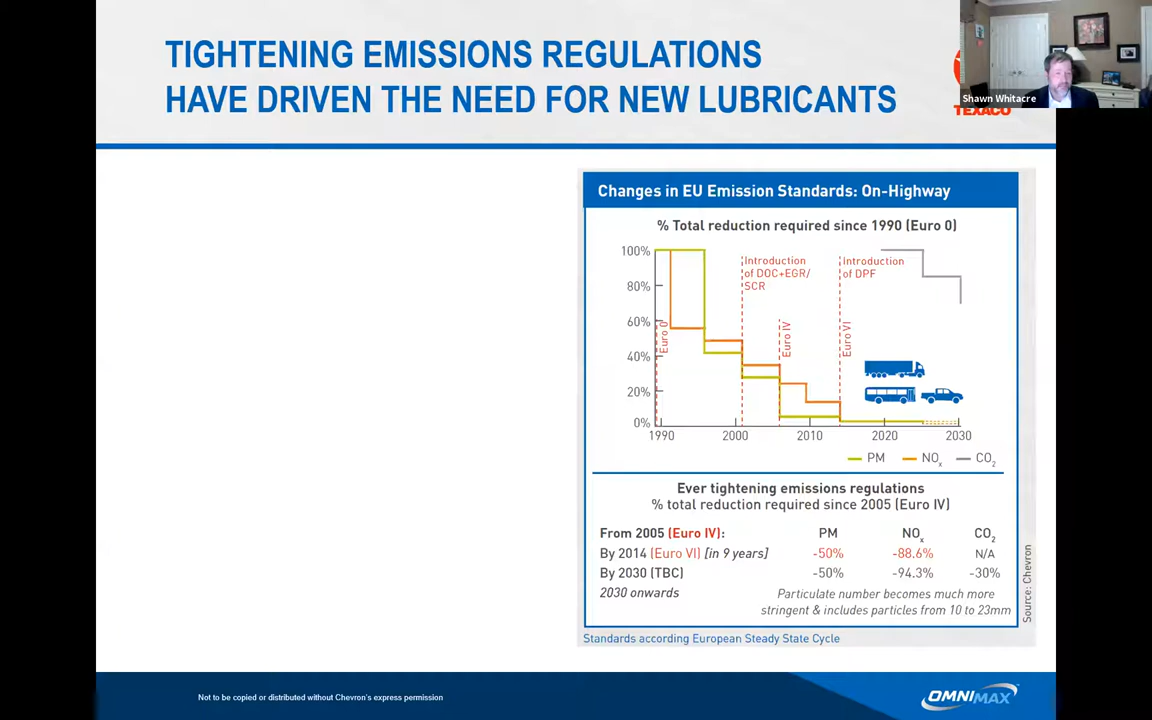 TIGHTENING EMISSIONS REGULATIONS
HAVE DRIVEN THE NEED FOR NEW LUBRICANTS
Shawn Whitacre
TEXACO
Changes in EU Emission Standards: On-Highway
% Total reduction required since 1990 (Euro 0)
100%
80%
60%
40%
20%
0%
Introduction
of DOC+EGR/
SCR
Introduction
of DPF
Euro 0
Euro IV
Euro VI
1990
2000
2010
2020
2030
PM
NOx
CO2
Ever tightening emissions regulations
% total reduction required since 2005 (Euro IV)
From 2005 (Euro IV): PM NOx CO2
By 2014 (Euro VI) [in 9 years] -50% -88.6% N/A
By 2030 (TBC) -50% -94.3% -30%
2030 onwards Particulate number becomes much more
stringent & includes particles from 10 to 23mm
Source: Chevron
Standards according European Steady State Cycle
Not to be copied or distributed without Chevron's express permission
OMNIMAX